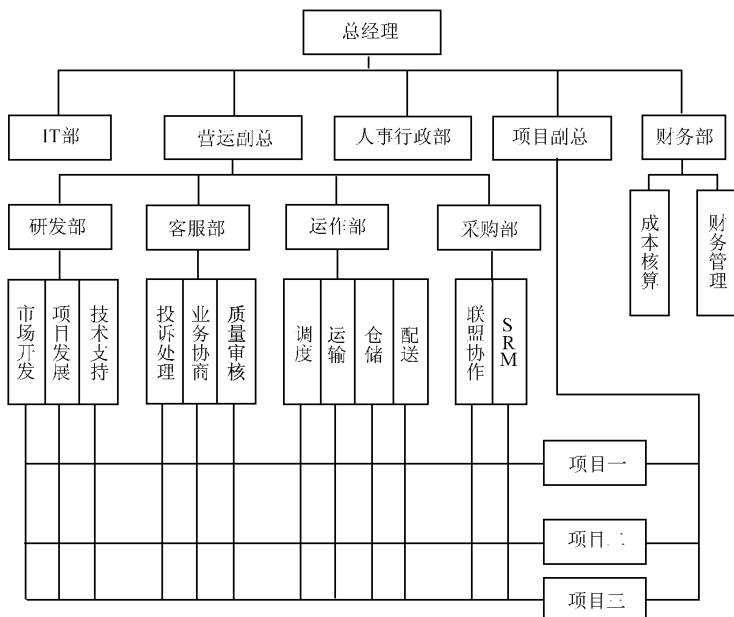 总经理
IT部
营运副总
人事行政部
项目副总
财务部
研发部
客服部
运作部
采购部
成本核算
财务管理
市场开发
项目发展
技术支持
投诉处理
业务协商
质量审核
调度
运输
仓储
配送
联盟协作
SRM
项目一
项目二
项目三